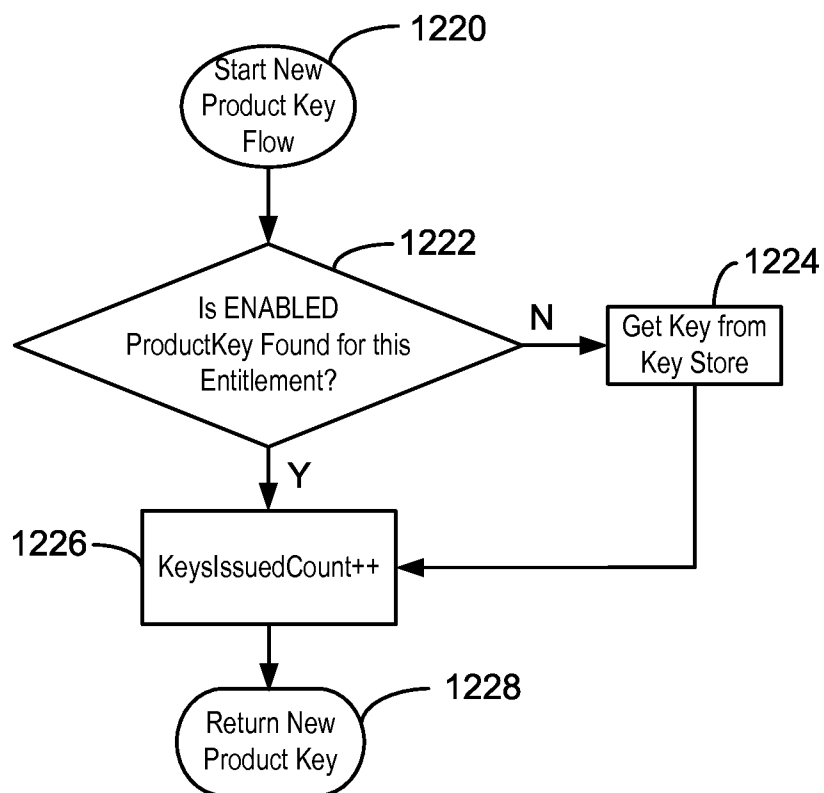 1220
Start New
Product Key
Flow
1222
Is ENABLED
ProductKey Found for this
Entitlement?
N
1224
Get Key from
Key Store
Y
1226
KeysIssuedCount++
1228
Return New
Product Key